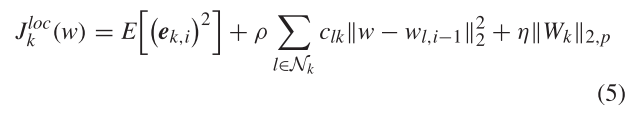 J_k^{loc}(w) = E[(e_{k,i})^2] + ρ ∑_{l∈𝒩_k} c_{lk}‖w − w_{l,i−1}‖_2^2 + η‖W_k‖_{2,p}
(5)